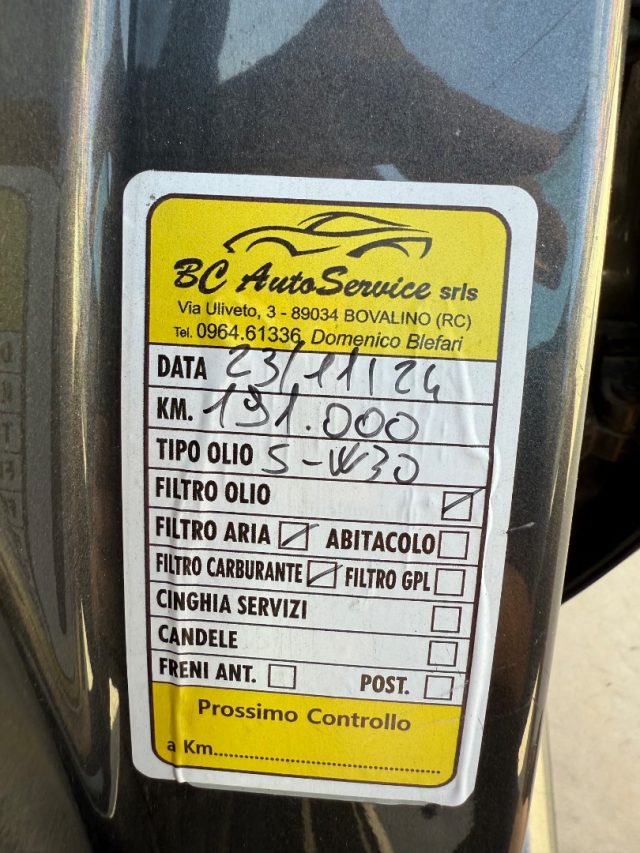 BC AutoService srls
Via Uliveto, 3 - 89034 BOVALINO (RC)
Tel. 0964.61336 Domenico Blefari
DATA 23/11/24
KM. 191.000
TIPO OLIO 5-W30
FILTRO OLIO
FILTRO ARIA ABITACOLO
FILTRO CARBURANTE FILTRO GPL
CINGHIA SERVIZI
CANDELE
FRENI ANT. POST.
Prossimo Controllo
a Km...............................................